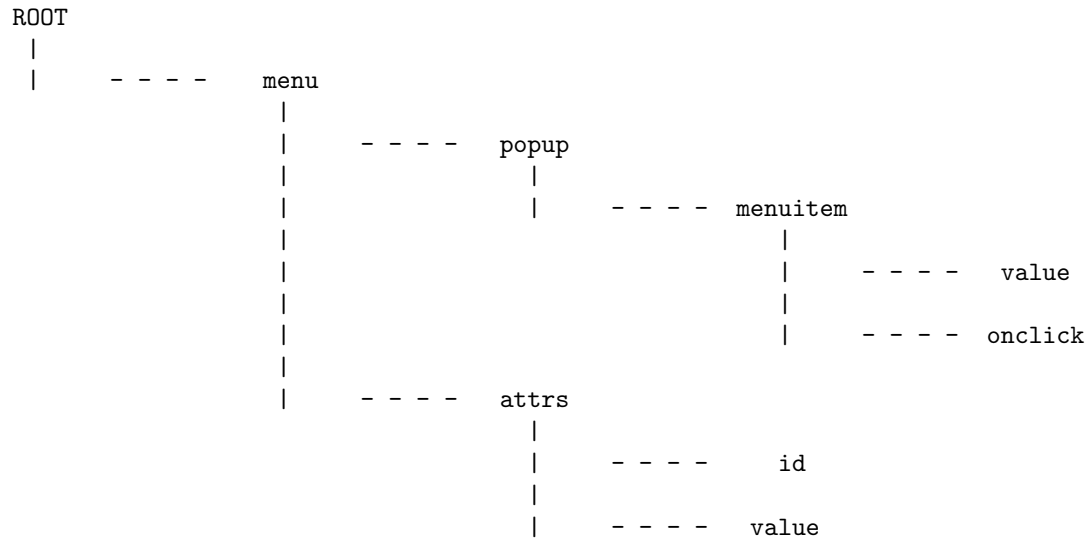 ROOT
|
| - - - - menu
|
| - - - - popup
| |
| | - - - - menuitem
| |
| | - - - - value
| |
| | - - - - onclick
|
| - - - - attrs
|
| - - - - id
|
| - - - - value